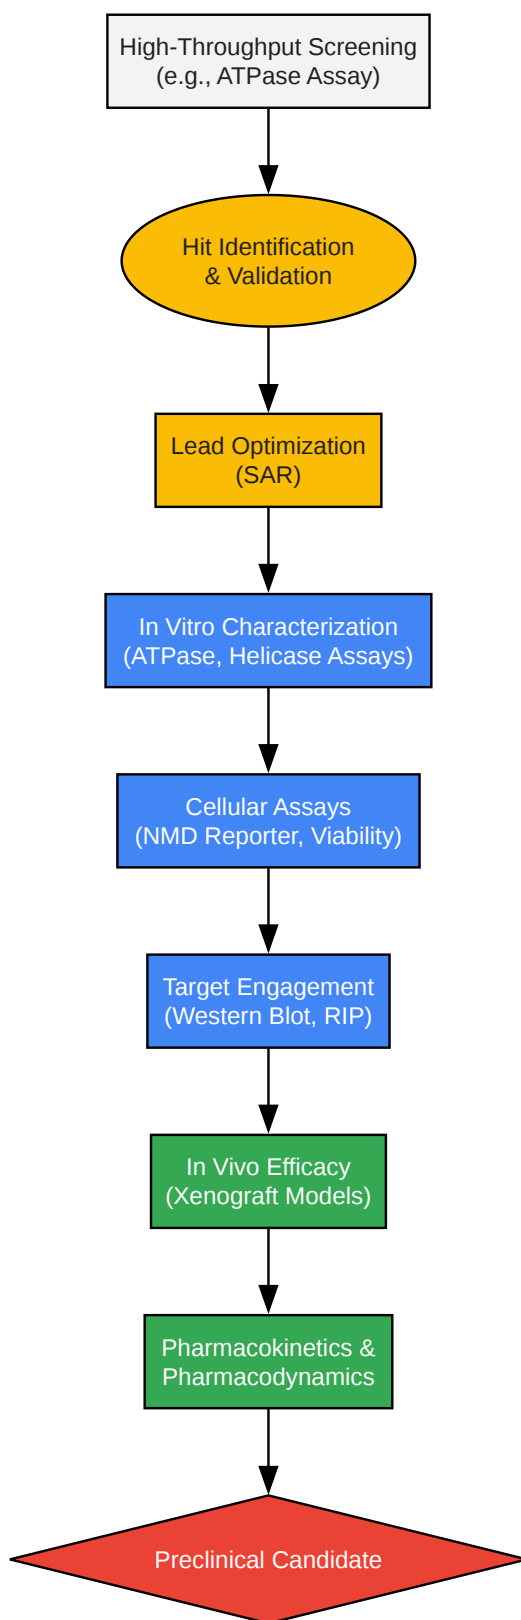 High-Throughput Screening
(e.g., ATPase Assay)
Hit Identification
& Validation
Lead Optimization
(SAR)
In Vitro Characterization
(ATPase, Helicase Assays)
Cellular Assays
(NMD Reporter, Viability)
Target Engagement
(Western Blot, RIP)
In Vivo Efficacy
(Xenograft Models)
Pharmacokinetics &
Pharmacodynamics
Preclinical Candidate